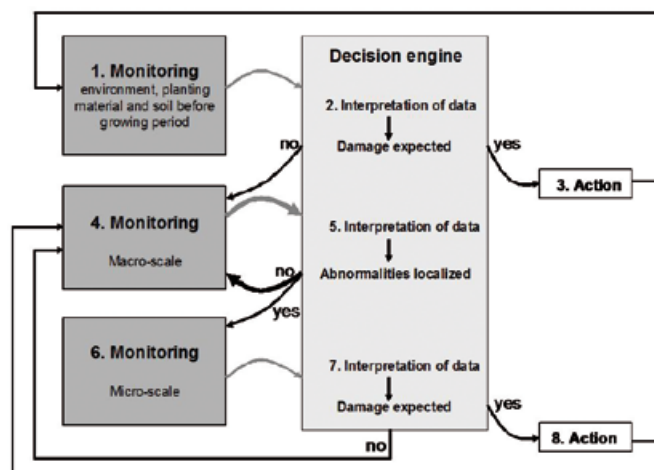 1. Monitoring
environment, planting
material and soil before
growing period
Decision engine
2. Interpretation of data
Damage expected
no
yes
3. Action
4. Monitoring
Macro-scale
5. Interpretation of data
Abnormalities localized
no
yes
6. Monitoring
Micro-scale
7. Interpretation of data
Damage expected
yes
no
8. Action